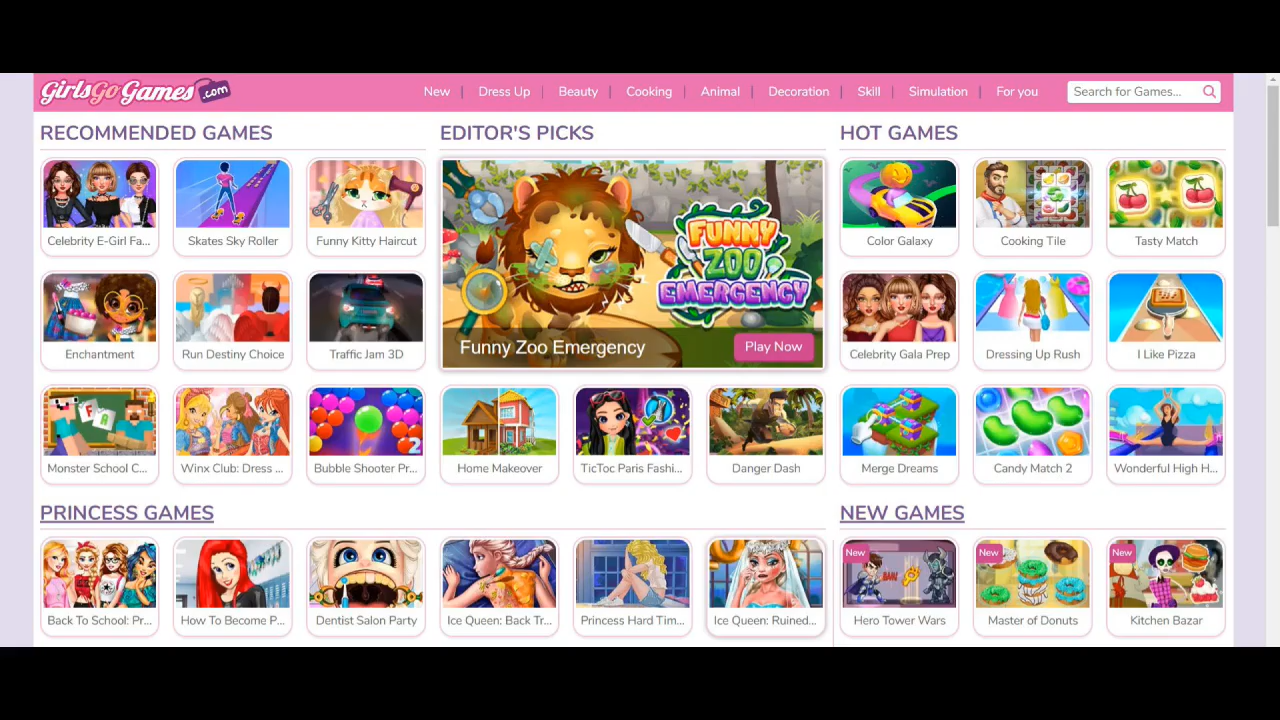 GirlsGoGames.com
New
Dress Up
Beauty
Cooking
Animal
Decoration
Skill
Simulation
For you
Search for Games...
RECOMMENDED GAMES
Celebrity E-Girl Fa...
Skates Sky Roller
Funny Kitty Haircut
Enchantment
Run Destiny Choice
Traffic Jam 3D
F A
2
Monster School C...
Winx Club: Dress ...
Bubble Shooter Pr...
EDITOR'S PICKS
FUNNY
ZOO
EMERGENCY
Funny Zoo Emergency
Play Now
Home Makeover
TicToc Paris Fashi...
Danger Dash
HOT GAMES
Color Galaxy
Cooking Tile
Tasty Match
Celebrity Gala Prep
Dressing Up Rush
I Like Pizza
Merge Dreams
Candy Match 2
Wonderful High H...
PRINCESS GAMES
Back To School: Pr...
How To Become P...
Dentist Salon Party
Ice Queen: Back Tr...
Princess Hard Tim...
Ice Queen: Ruined...
NEW GAMES
New
New
New
BAM
Hero Tower Wars
Master of Donuts
Kitchen Bazar